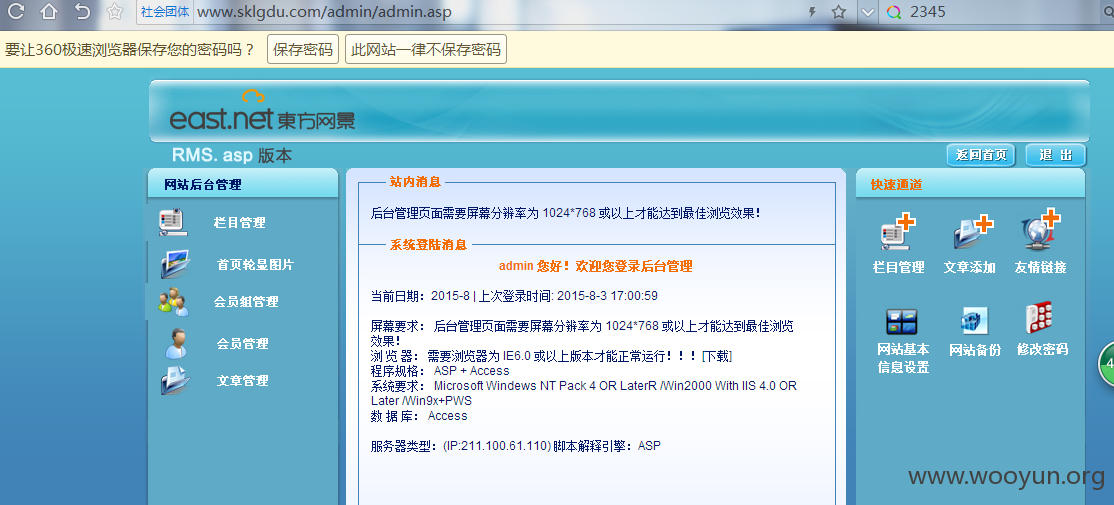 社会团体 www.sklgdu.com/admin/admin.asp 2345
要让360极速浏览器保存您的密码吗？ 保存密码 此网站一律不保存密码
east.net 東方网景
RMS. asp 版本
返回首页 退 出
网站后台管理
栏目管理
首页轮显图片
会员组管理
会员管理
文章管理
站内消息
后台管理页面需要屏幕分辨率为 1024*768 或以上才能达到最佳浏览效果！
系统登陆消息
admin 您好！欢迎您登录后台管理
当前日期：2015-8 | 上次登录时间: 2015-8-3 17:00:59
屏幕要求： 后台管理页面需要屏幕分辨率为 1024*768 或以上才能达到最佳浏览
效果！
浏 览 器： 需要浏览器为 IE6.0 或以上版本才能正常运行！！！[下载]
程序规格： ASP + Access
系统要求： Microsoft Windows NT Pack 4 OR LaterR /Win2000 With IIS 4.0 OR
Later /Win9x+PWS
数 据 库： Access
服务器类型：(IP:211.100.61.110) 脚本解释引擎：ASP
快速通道
栏目管理 文章添加 友情链接
网站基本
信息设置
网站备份 修改密码
4
www.wooyun.org